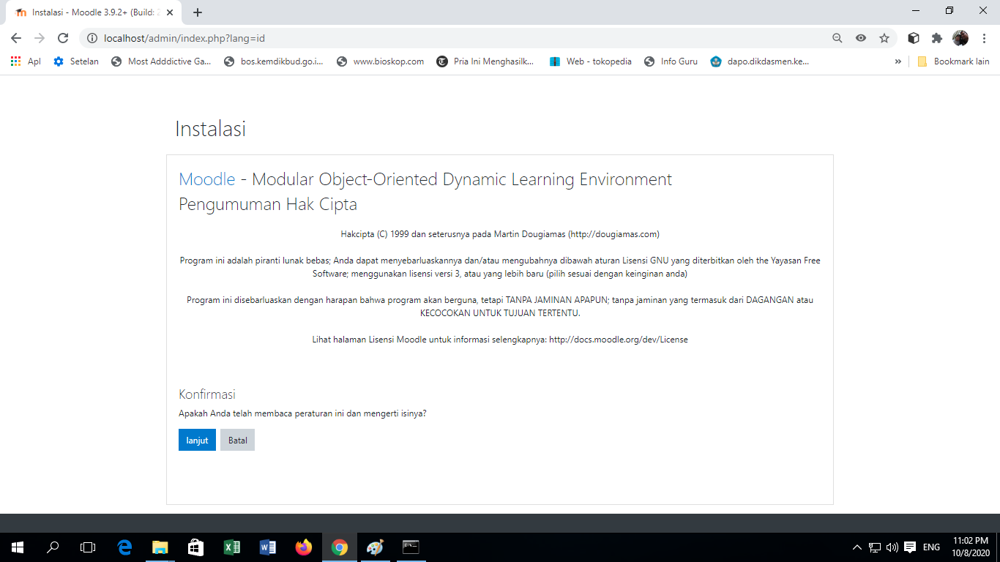 Instalasi - Moodle 3.9.2+ (Build: 2
localhost/admin/index.php?lang=id
Apl
Setelan
Most Adddictive Ga...
bos.kemdikbud.go.i...
www.bioskop.com
Pria Ini Menghasilk...
Web - tokopedia
Info Guru
dapo.dikdasmen.ke...
»
Bookmark lain
Instalasi
Moodle - Modular Object-Oriented Dynamic Learning Environment
Pengumuman Hak Cipta
Hakcipta (C) 1999 dan seterusnya pada Martin Dougiamas (http://dougiamas.com)
Program ini adalah piranti lunak bebas; Anda dapat menyebarluaskannya dan/atau mengubahnya dibawah aturan Lisensi GNU yang diterbitkan oleh the Yayasan Free
Software; menggunakan lisensi versi 3, atau yang lebih baru (pilih sesuai dengan keinginan anda)
Program ini disebarluaskan dengan harapan bahwa program akan berguna, tetapi TANPA JAMINAN APAPUN; tanpa jaminan yang termasuk dari DAGANGAN atau
KECOCOKAN UNTUK TUJUAN TERTENTU.
Lihat halaman Lisensi Moodle untuk informasi selengkapnya: http://docs.moodle.org/dev/License
Konfirmasi
Apakah Anda telah membaca peraturan ini dan mengerti isinya?
lanjut
Batal
ENG
11:02 PM
10/8/2020